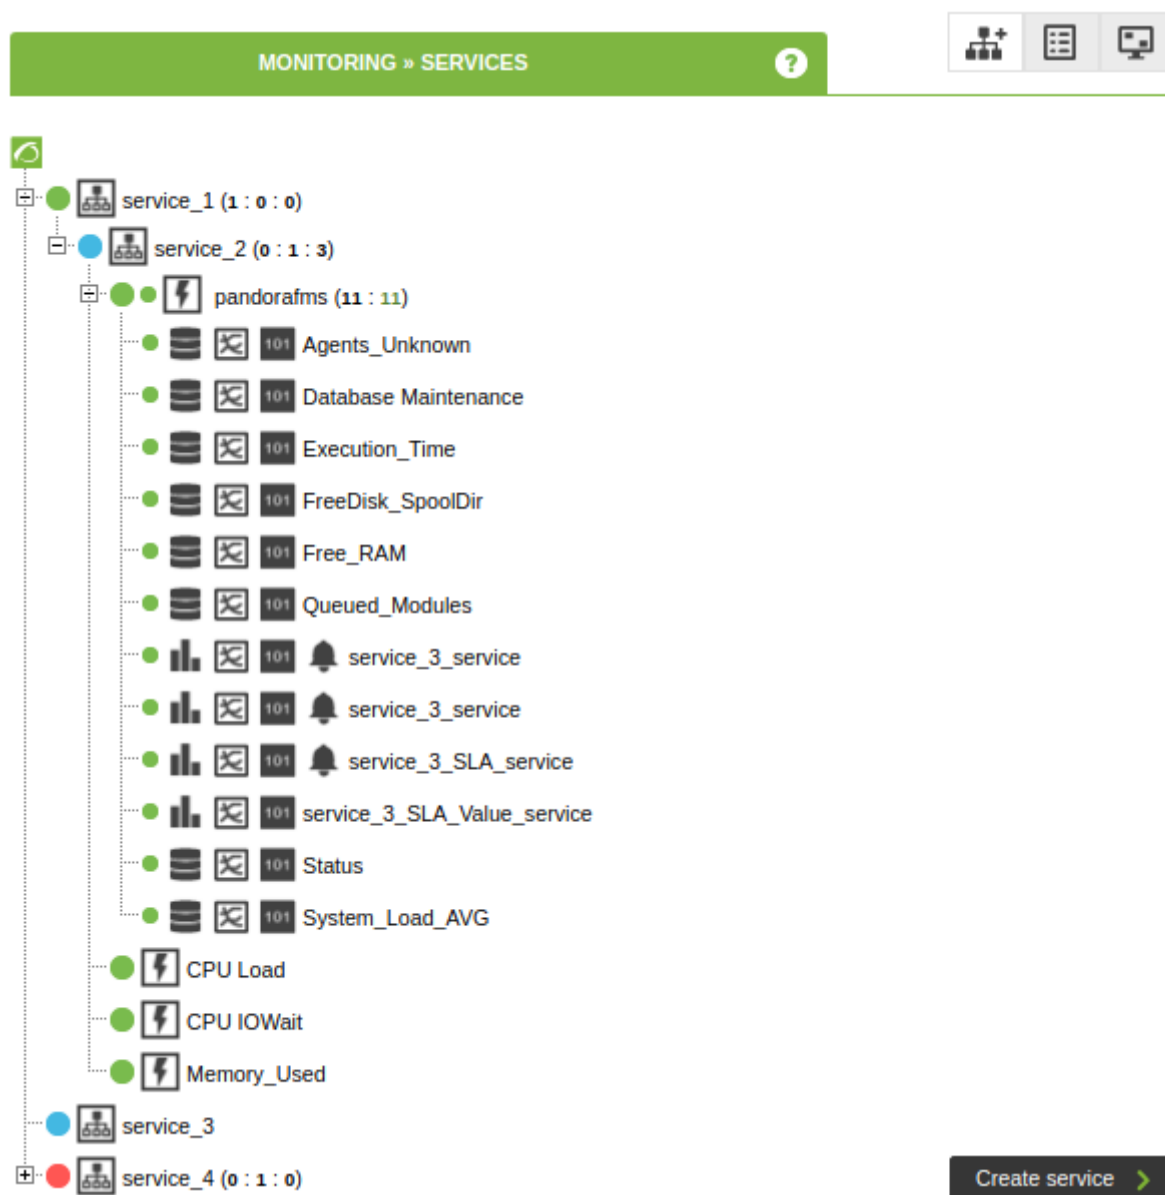 MONITORING » SERVICES ?
service_1 (1 : 0 : 0)
service_2 (0 : 1 : 3)
pandorafms (11 : 11)
101 Agents_Unknown
101 Database Maintenance
101 Execution_Time
101 FreeDisk_SpoolDir
101 Free_RAM
101 Queued_Modules
101 service_3_service
101 service_3_service
101 service_3_SLA_service
101 service_3_SLA_Value_service
101 Status
101 System_Load_AVG
CPU Load
CPU IOWait
Memory_Used
service_3
service_4 (0 : 1 : 0)
Create service